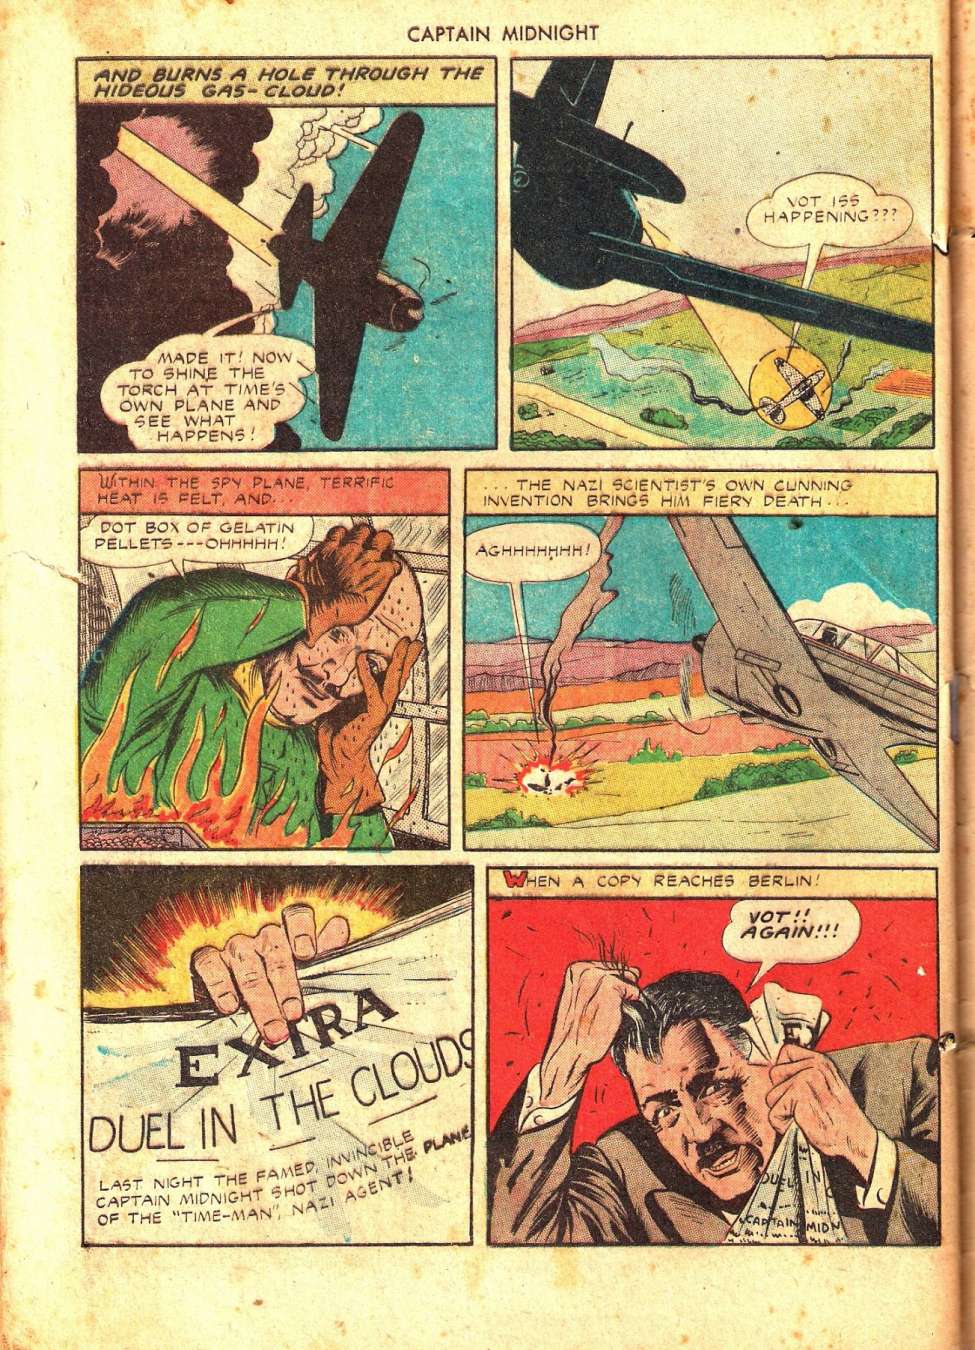 CAPTAIN MIDNIGHT
AND BURNS A HOLE THROUGH THE
HIDEOUS GAS-CLOUD!
MADE IT! NOW
TO SHINE THE
TORCH AT TIME'S
OWN PLANE AND
SEE WHAT
HAPPENS!
VOT ISS
HAPPENING???
WITHIN THE SPY PLANE, TERRIFIC
HEAT IS FELT, AND...
DOT BOX OF GELATIN
PELLETS---OHHHHH!
...THE NAZI SCIENTIST'S OWN CUNNING
INVENTION BRINGS HIM FIERY DEATH...
AGHHHHHHH!
EXTRA
DUEL IN THE CLOUDS
LAST NIGHT THE FAMED, INVINCIBLE
CAPTAIN MIDNIGHT SHOT DOWN THE PLANE
OF THE "TIME-MAN", NAZI AGENT!
WHEN A COPY REACHES BERLIN!
VOT!!
AGAIN!!!
E
DUEL IN
CAPTAIN MIDN